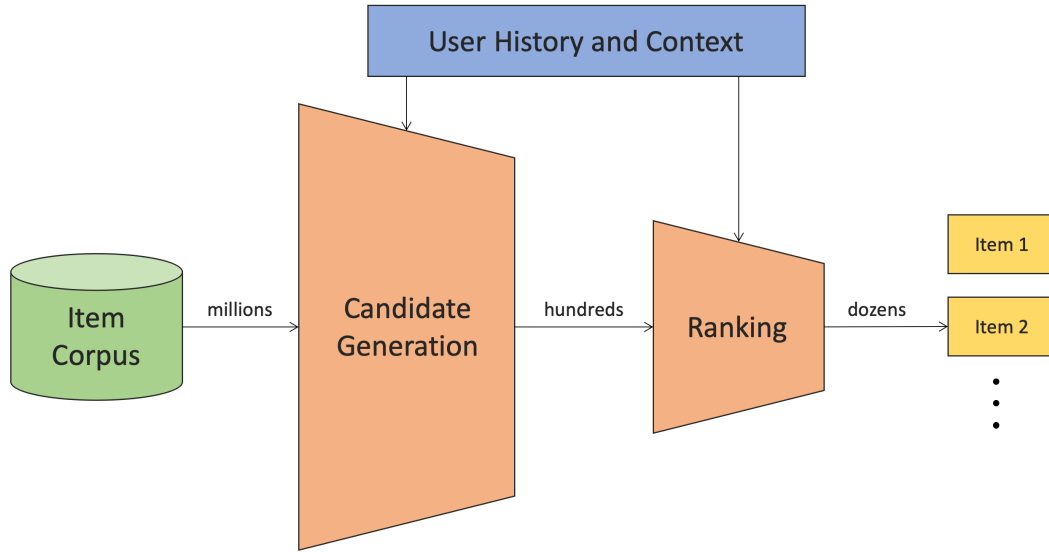 User History and Context
Item
Corpus
millions
Candidate
Generation
hundreds
Ranking
dozens
Item 1
Item 2